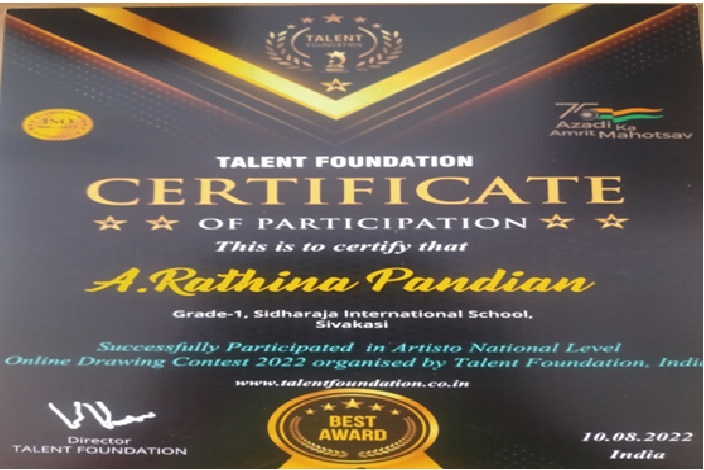 TALENT
FOUNDATION
ISO
75
Azadi Ka
Amrit Mahotsav
TALENT FOUNDATION
CERTIFICATE
OF PARTICIPATION
This is to certify that
A.Rathina Pandian
Grade-1, Sidharaja International School,
Sivakasi
Successfully Participated in Artisto National Level
Online Drawing Contest 2022 organised by Talent Foundation, India
www.talentfoundation.co.in
Director
TALENT FOUNDATION
BEST
AWARD
10.08.2022
India